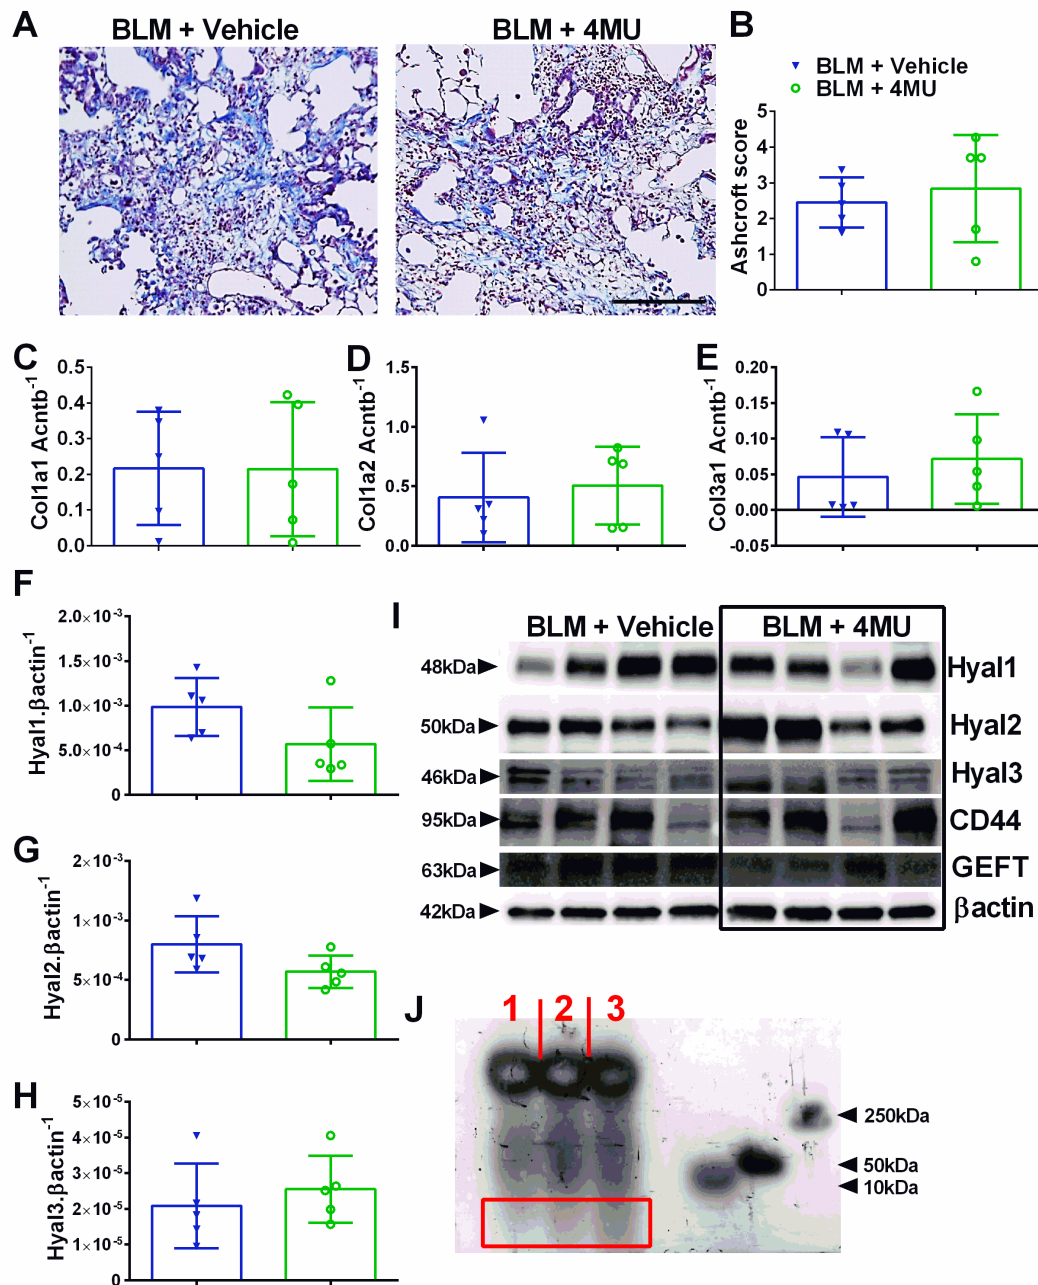 A
BLM + Vehicle
BLM + 4MU
B
BLM + Vehicle
BLM + 4MU
Ashcroft score
5
4
3
2
1
0
C
Col1a1 Acntb⁻¹
0.5
0.4
0.3
0.2
0.1
0.0
D
Col1a2 Acntb⁻¹
1.5
1.0
0.5
0.0
E
Col3a1 Acntb⁻¹
0.20
0.15
0.10
0.05
0.00
-0.05
F
Hyal1.βactin⁻¹
2.0×10⁻³
1.5×10⁻³
1.0×10⁻³
5.0×10⁻⁴
0
G
Hyal2.βactin⁻¹
2×10⁻³
1×10⁻³
5×10⁻⁴
0
H
Hyal3.βactin⁻¹
5×10⁻⁵
4×10⁻⁵
3×10⁻⁵
2×10⁻⁵
1×10⁻⁵
0
I
BLM + Vehicle
BLM + 4MU
48kDa
Hyal1
50kDa
Hyal2
46kDa
Hyal3
95kDa
CD44
63kDa
GEFT
42kDa
βactin
J
1 2 3
250kDa
50kDa
10kDa